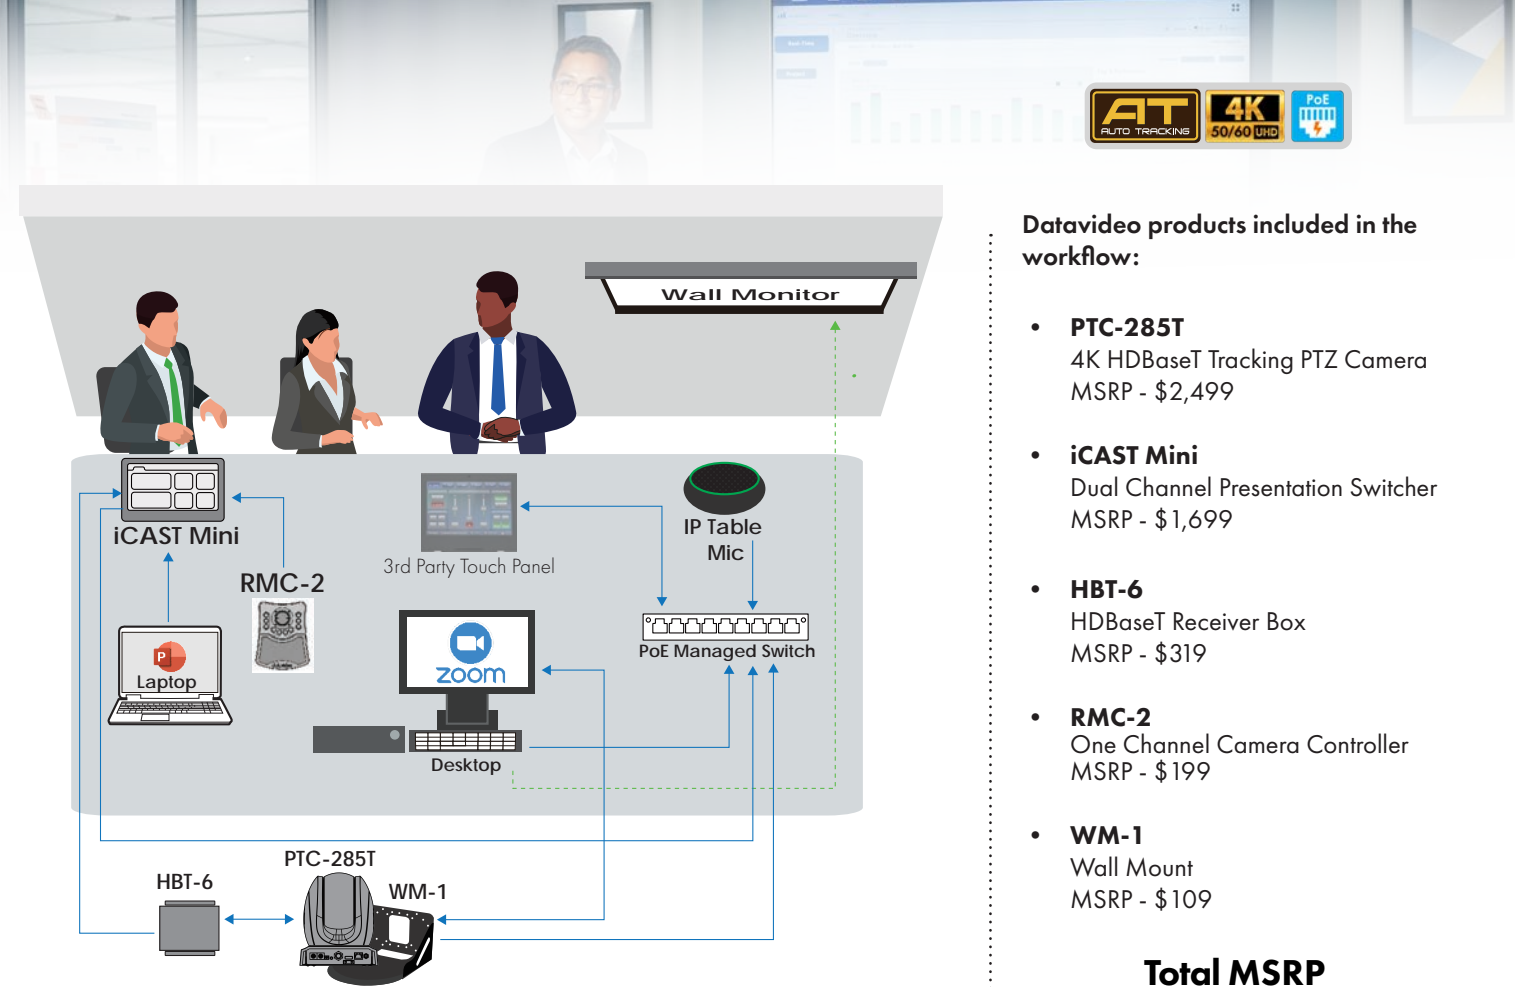 AT
AUTO TRACKING
4K
50/60 UHD
PoE
Wall Monitor
iCAST Mini
RMC-2
3rd Party Touch Panel
IP Table
Mic
PoE Managed Switch
P
Laptop
zoom
Desktop
HBT-6
PTC-285T
WM-1
Datavideo products included in the
workflow:
• PTC-285T
4K HDBaseT Tracking PTZ Camera
MSRP - $2,499
• iCAST Mini
Dual Channel Presentation Switcher
MSRP - $1,699
• HBT-6
HDBaseT Receiver Box
MSRP - $319
• RMC-2
One Channel Camera Controller
MSRP - $199
• WM-1
Wall Mount
MSRP - $109
Total MSRP